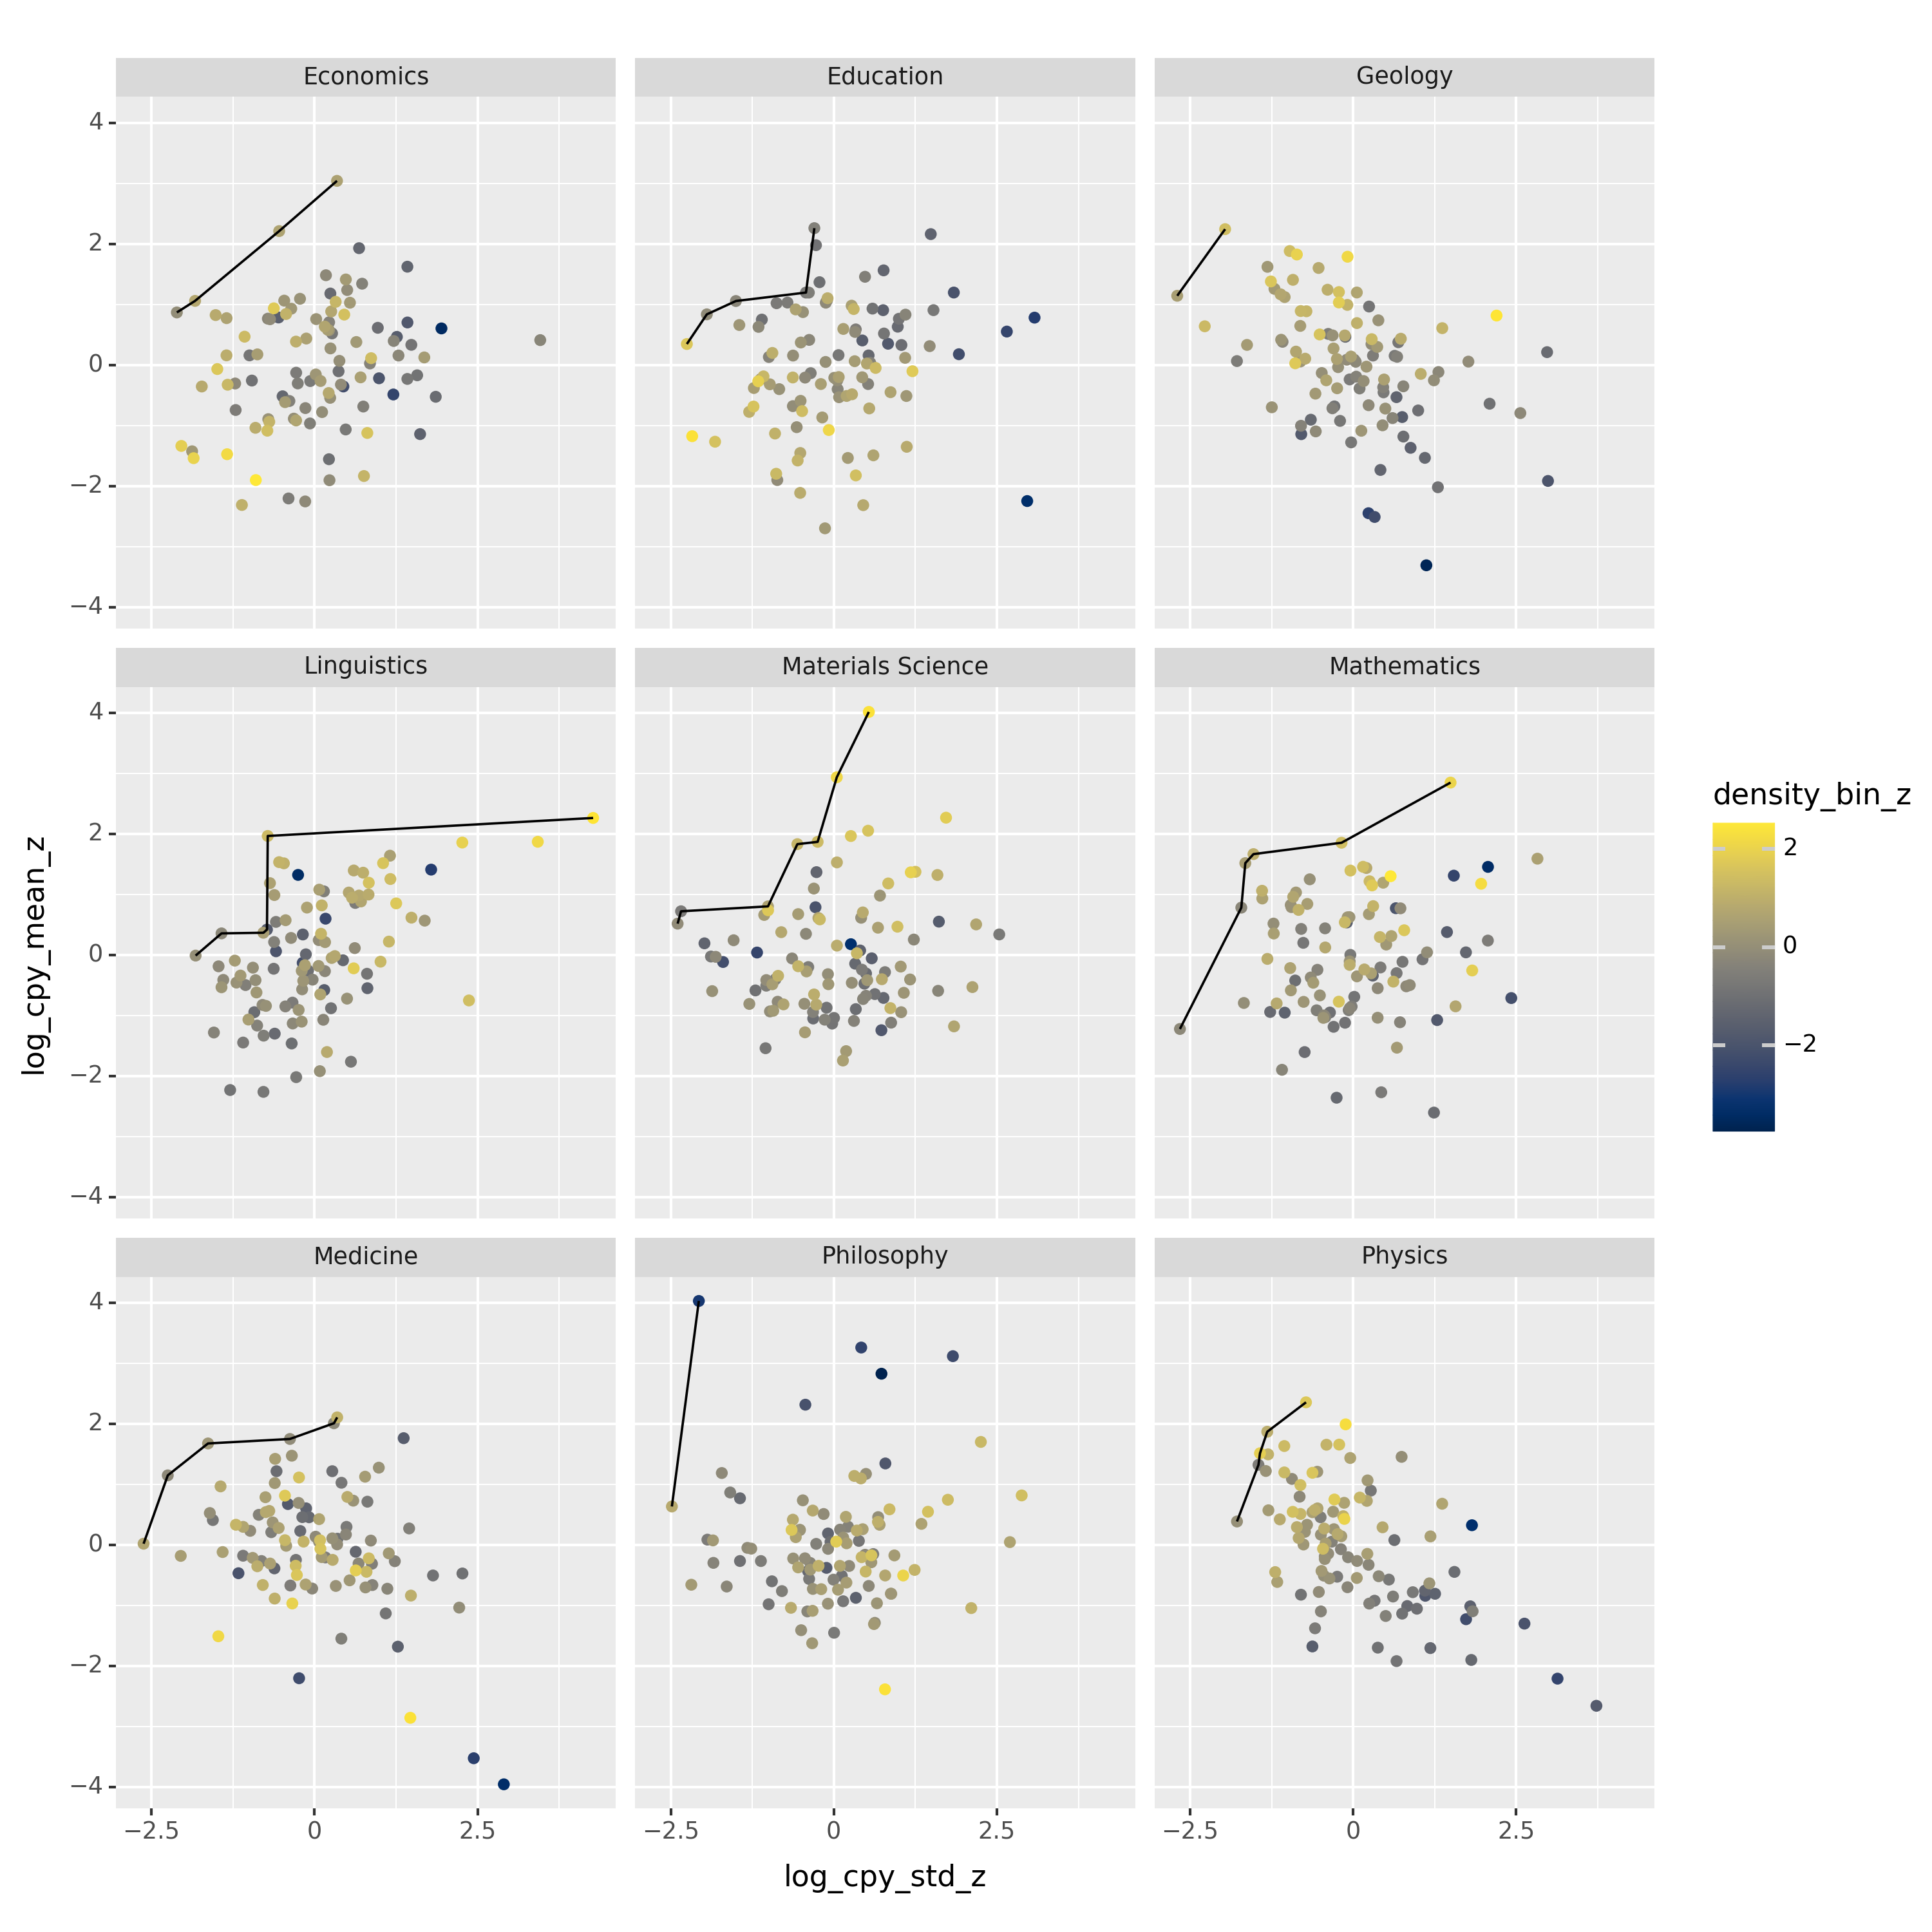 Economics
Education
Geology
4
2
0
−2
−4
Linguistics
Materials Science
Mathematics
4
2
0
−2
−4
Medicine
Philosophy
Physics
4
2
0
−2
−4
−2.5
0
2.5
−2.5
0
2.5
−2.5
0
2.5
log_cpy_std_z
log_cpy_mean_z
density_bin_z
2
0
−2